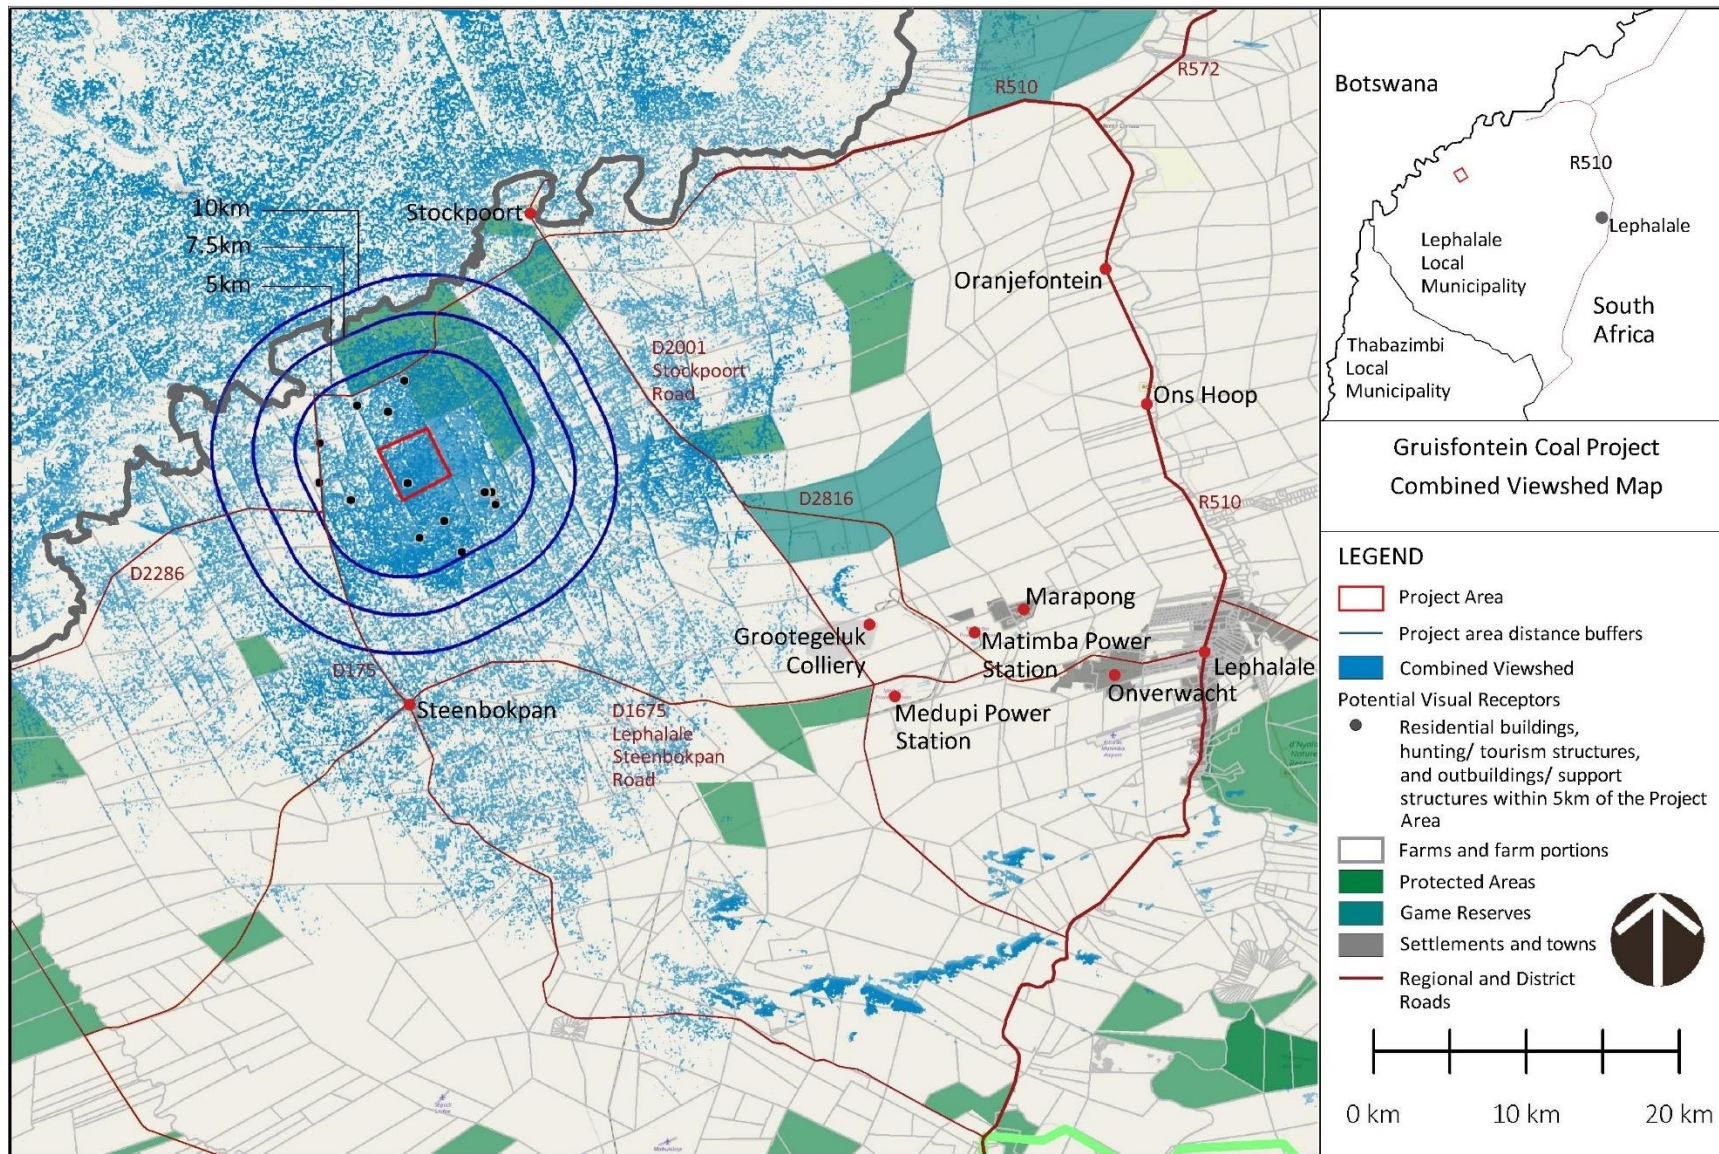 R572
R510
10km
7.5km
5km
Stockpoort
Oranjefontein
D2001
Stockpoort
Road
Ons Hoop
D2816
R510
D2286
Marapong
Grootegeluk
Colliery
Matimba Power
Station
Lephalale
Onverwacht
D175
Steenbokpan
Medupi Power
Station
D1675
Lephalale
Steenbokpan
Road
Botswana
R510
Lephalale
Lephalale
Local
Municipality
South
Africa
Thabazimbi
Local
Municipality
Gruisfontein Coal Project
Combined Viewshed Map
LEGEND
Project Area
Project area distance buffers
Combined Viewshed
Potential Visual Receptors
Residential buildings,
hunting/ tourism structures,
and outbuildings/ support
structures within 5km of the Project
Area
Farms and farm portions
Protected Areas
Game Reserves
Settlements and towns
Regional and District
Roads
0 km 10 km 20 km